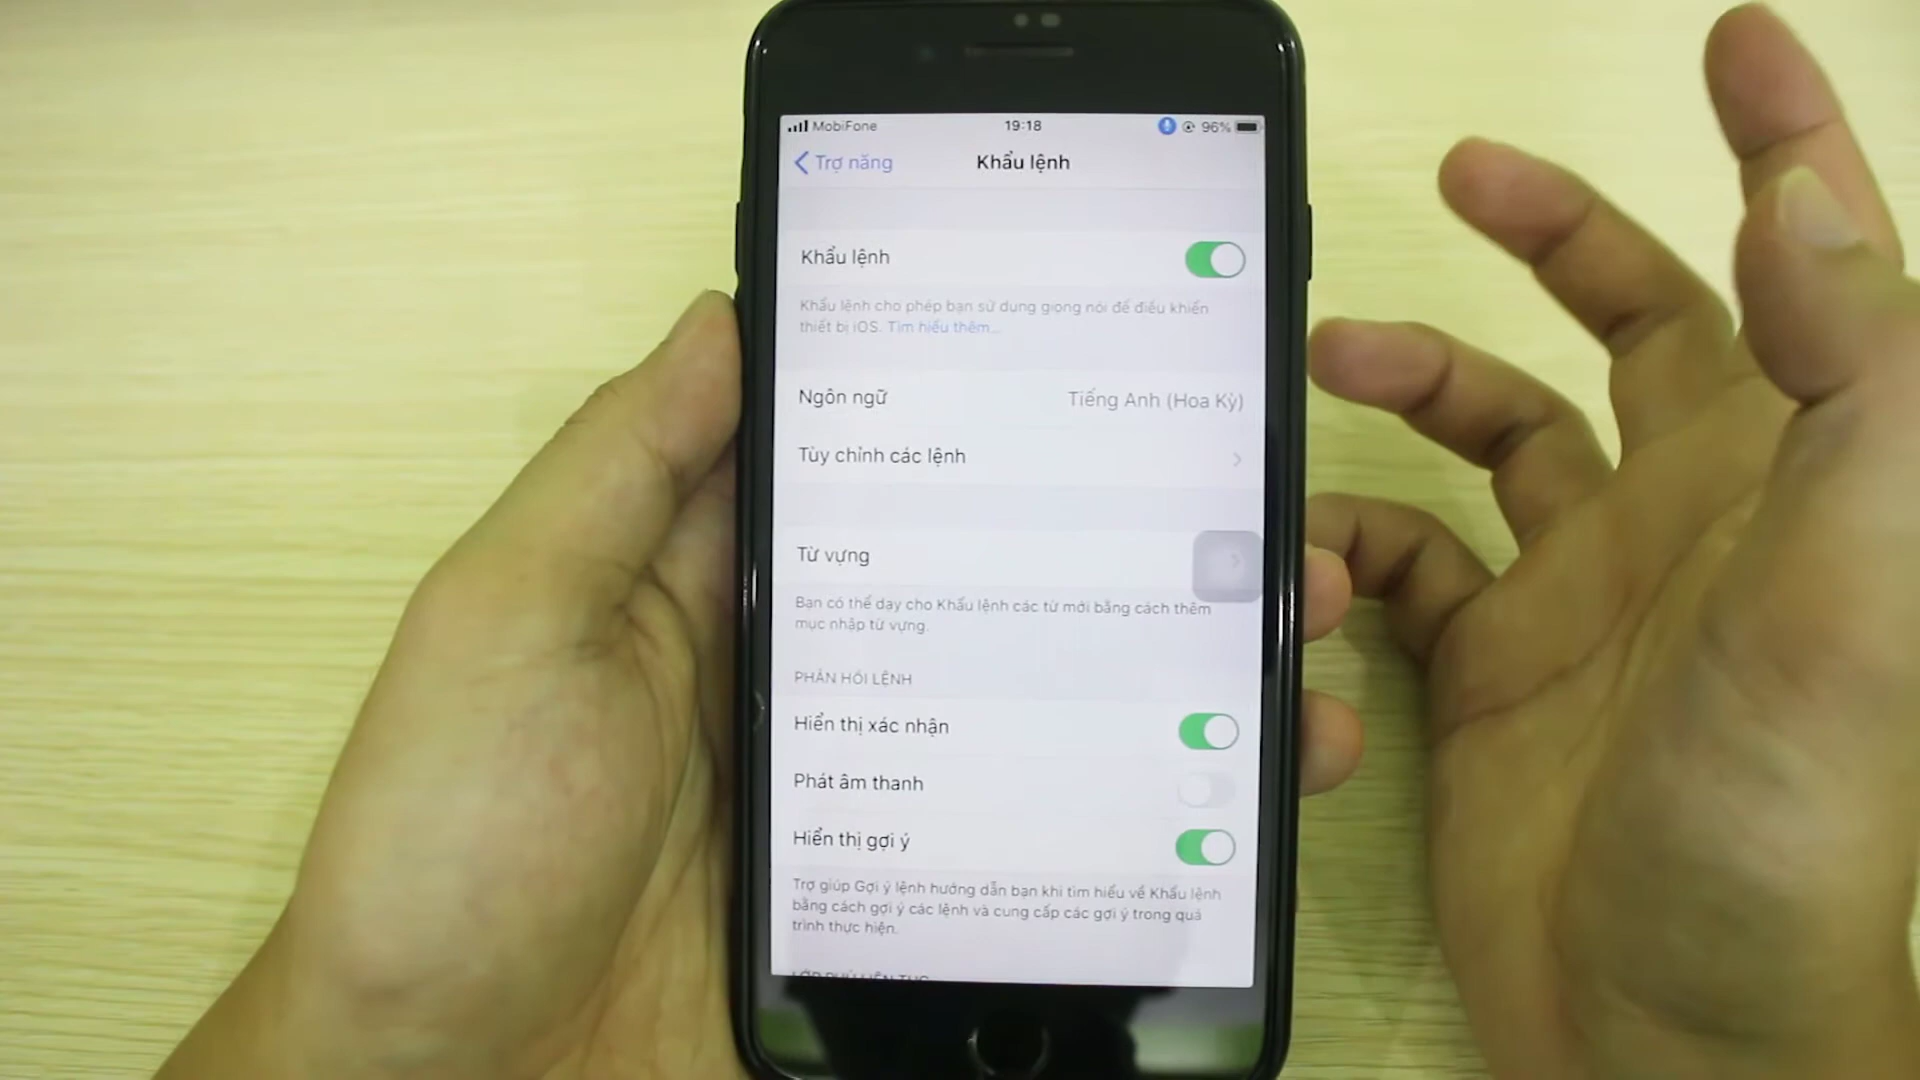 MobiFone 19:18 96%
Trợ năng Khẩu lệnh
Khẩu lệnh
Khẩu lệnh cho phép bạn sử dụng giọng nói để điều khiển
thiết bị iOS. Tìm hiểu thêm...
Ngôn ngữ Tiếng Anh (Hoa Kỳ)
Tùy chỉnh các lệnh
Từ vựng
Bạn có thể dạy cho Khẩu lệnh các từ mới bằng cách thêm
mục nhập từ vựng.
PHẢN HỒI LỆNH
Hiển thị xác nhận
Phát âm thanh
Hiển thị gợi ý
Trợ giúp Gợi ý lệnh hướng dẫn bạn khi tìm hiểu về Khẩu lệnh
bằng cách gợi ý các lệnh và cung cấp các gợi ý trong quá
trình thực hiện.
LỚP PHỦ LIÊN TỤC